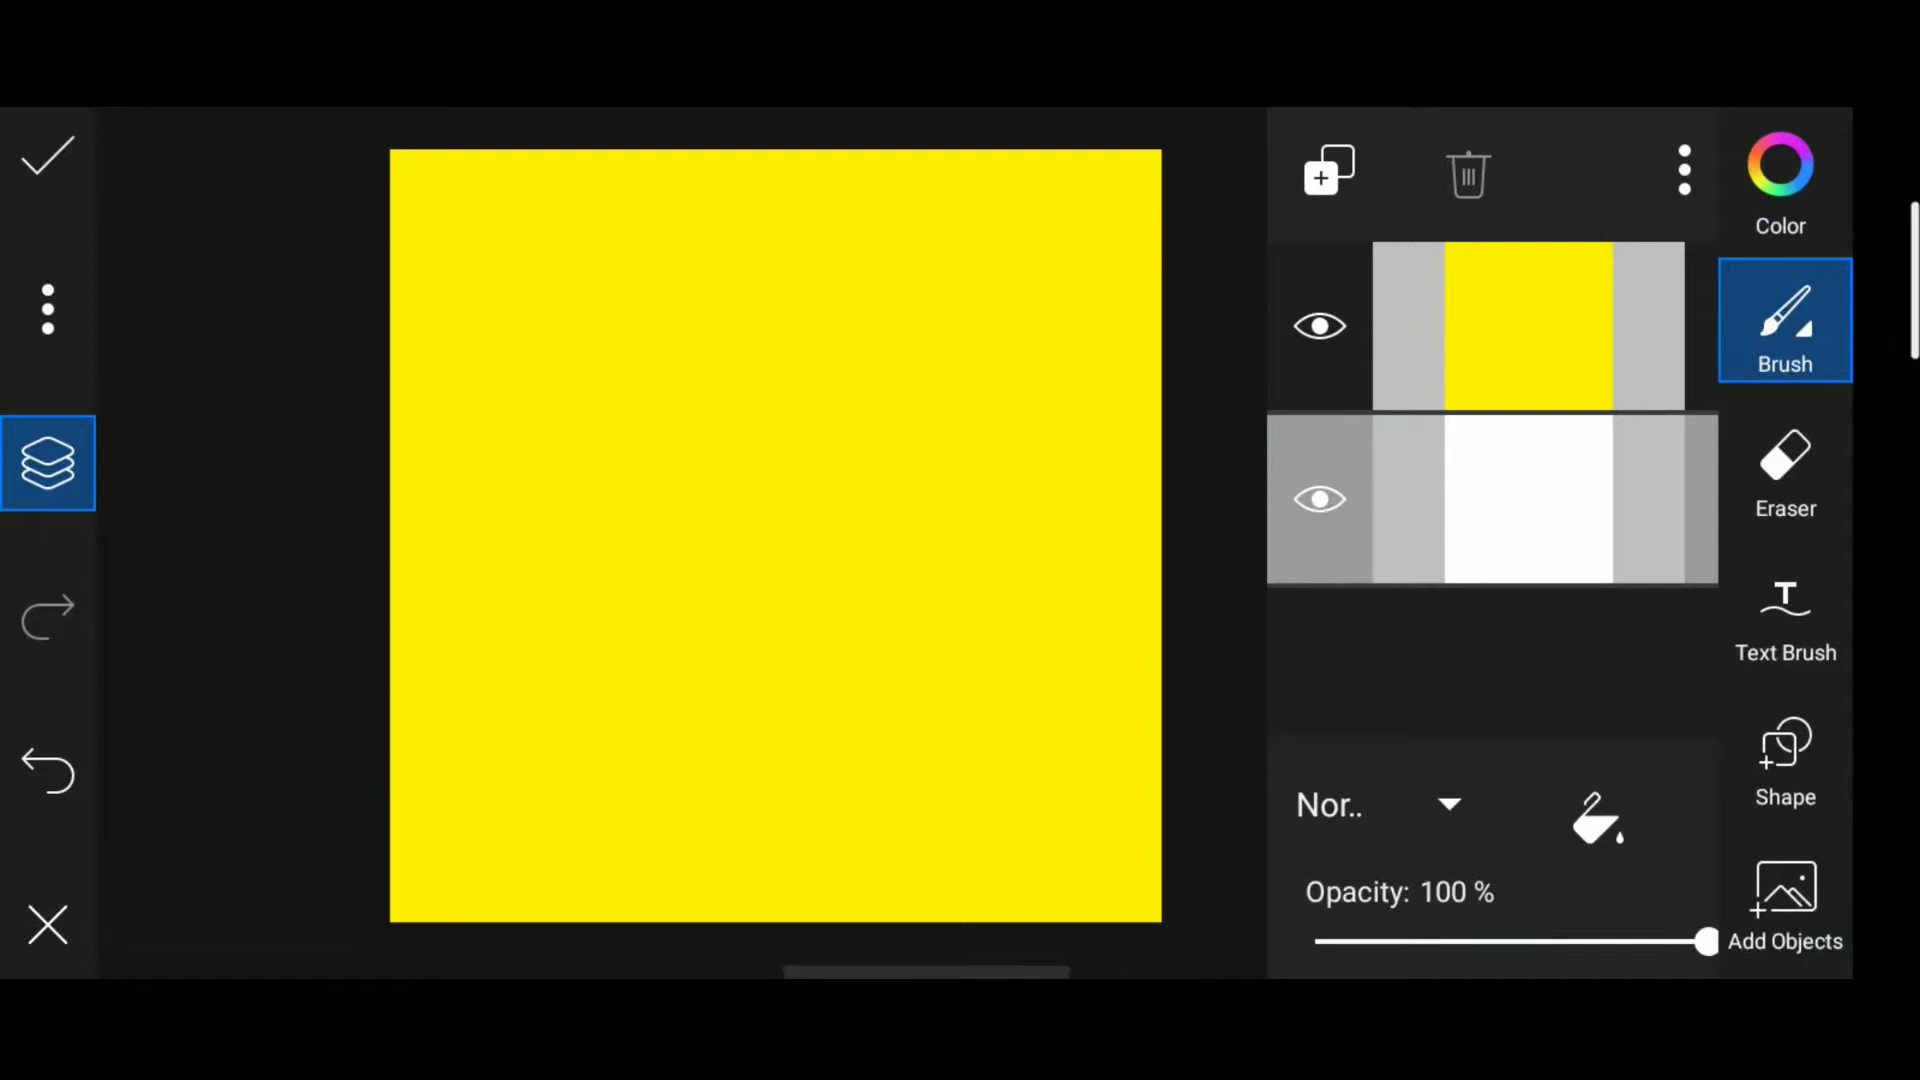 Color
Brush
Eraser
Text Brush
Shape
Nor..
Opacity: 100 %
Add Objects